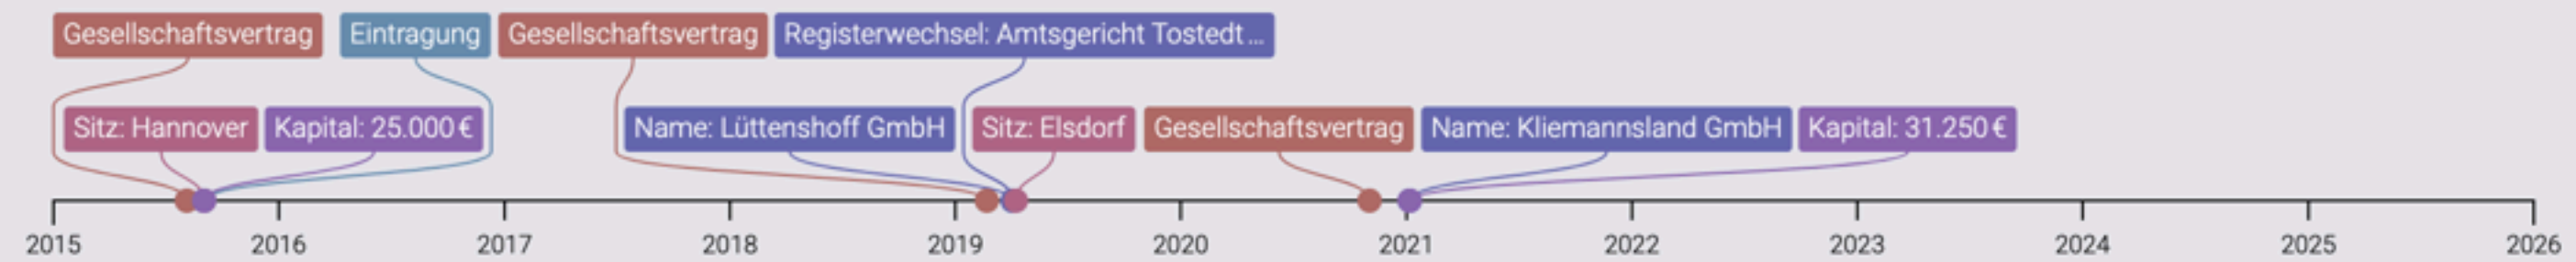 Gesellschaftsvertrag Eintragung Gesellschaftsvertrag Registerwechsel: Amtsgericht Tostedt ...
Sitz: Hannover Kapital: 25.000 € Name: Lüttenshoff GmbH Sitz: Elsdorf Gesellschaftsvertrag Name: Kliemannsland GmbH Kapital: 31.250 €
2015 2016 2017 2018 2019 2020 2021 2022 2023 2024 2025 2026